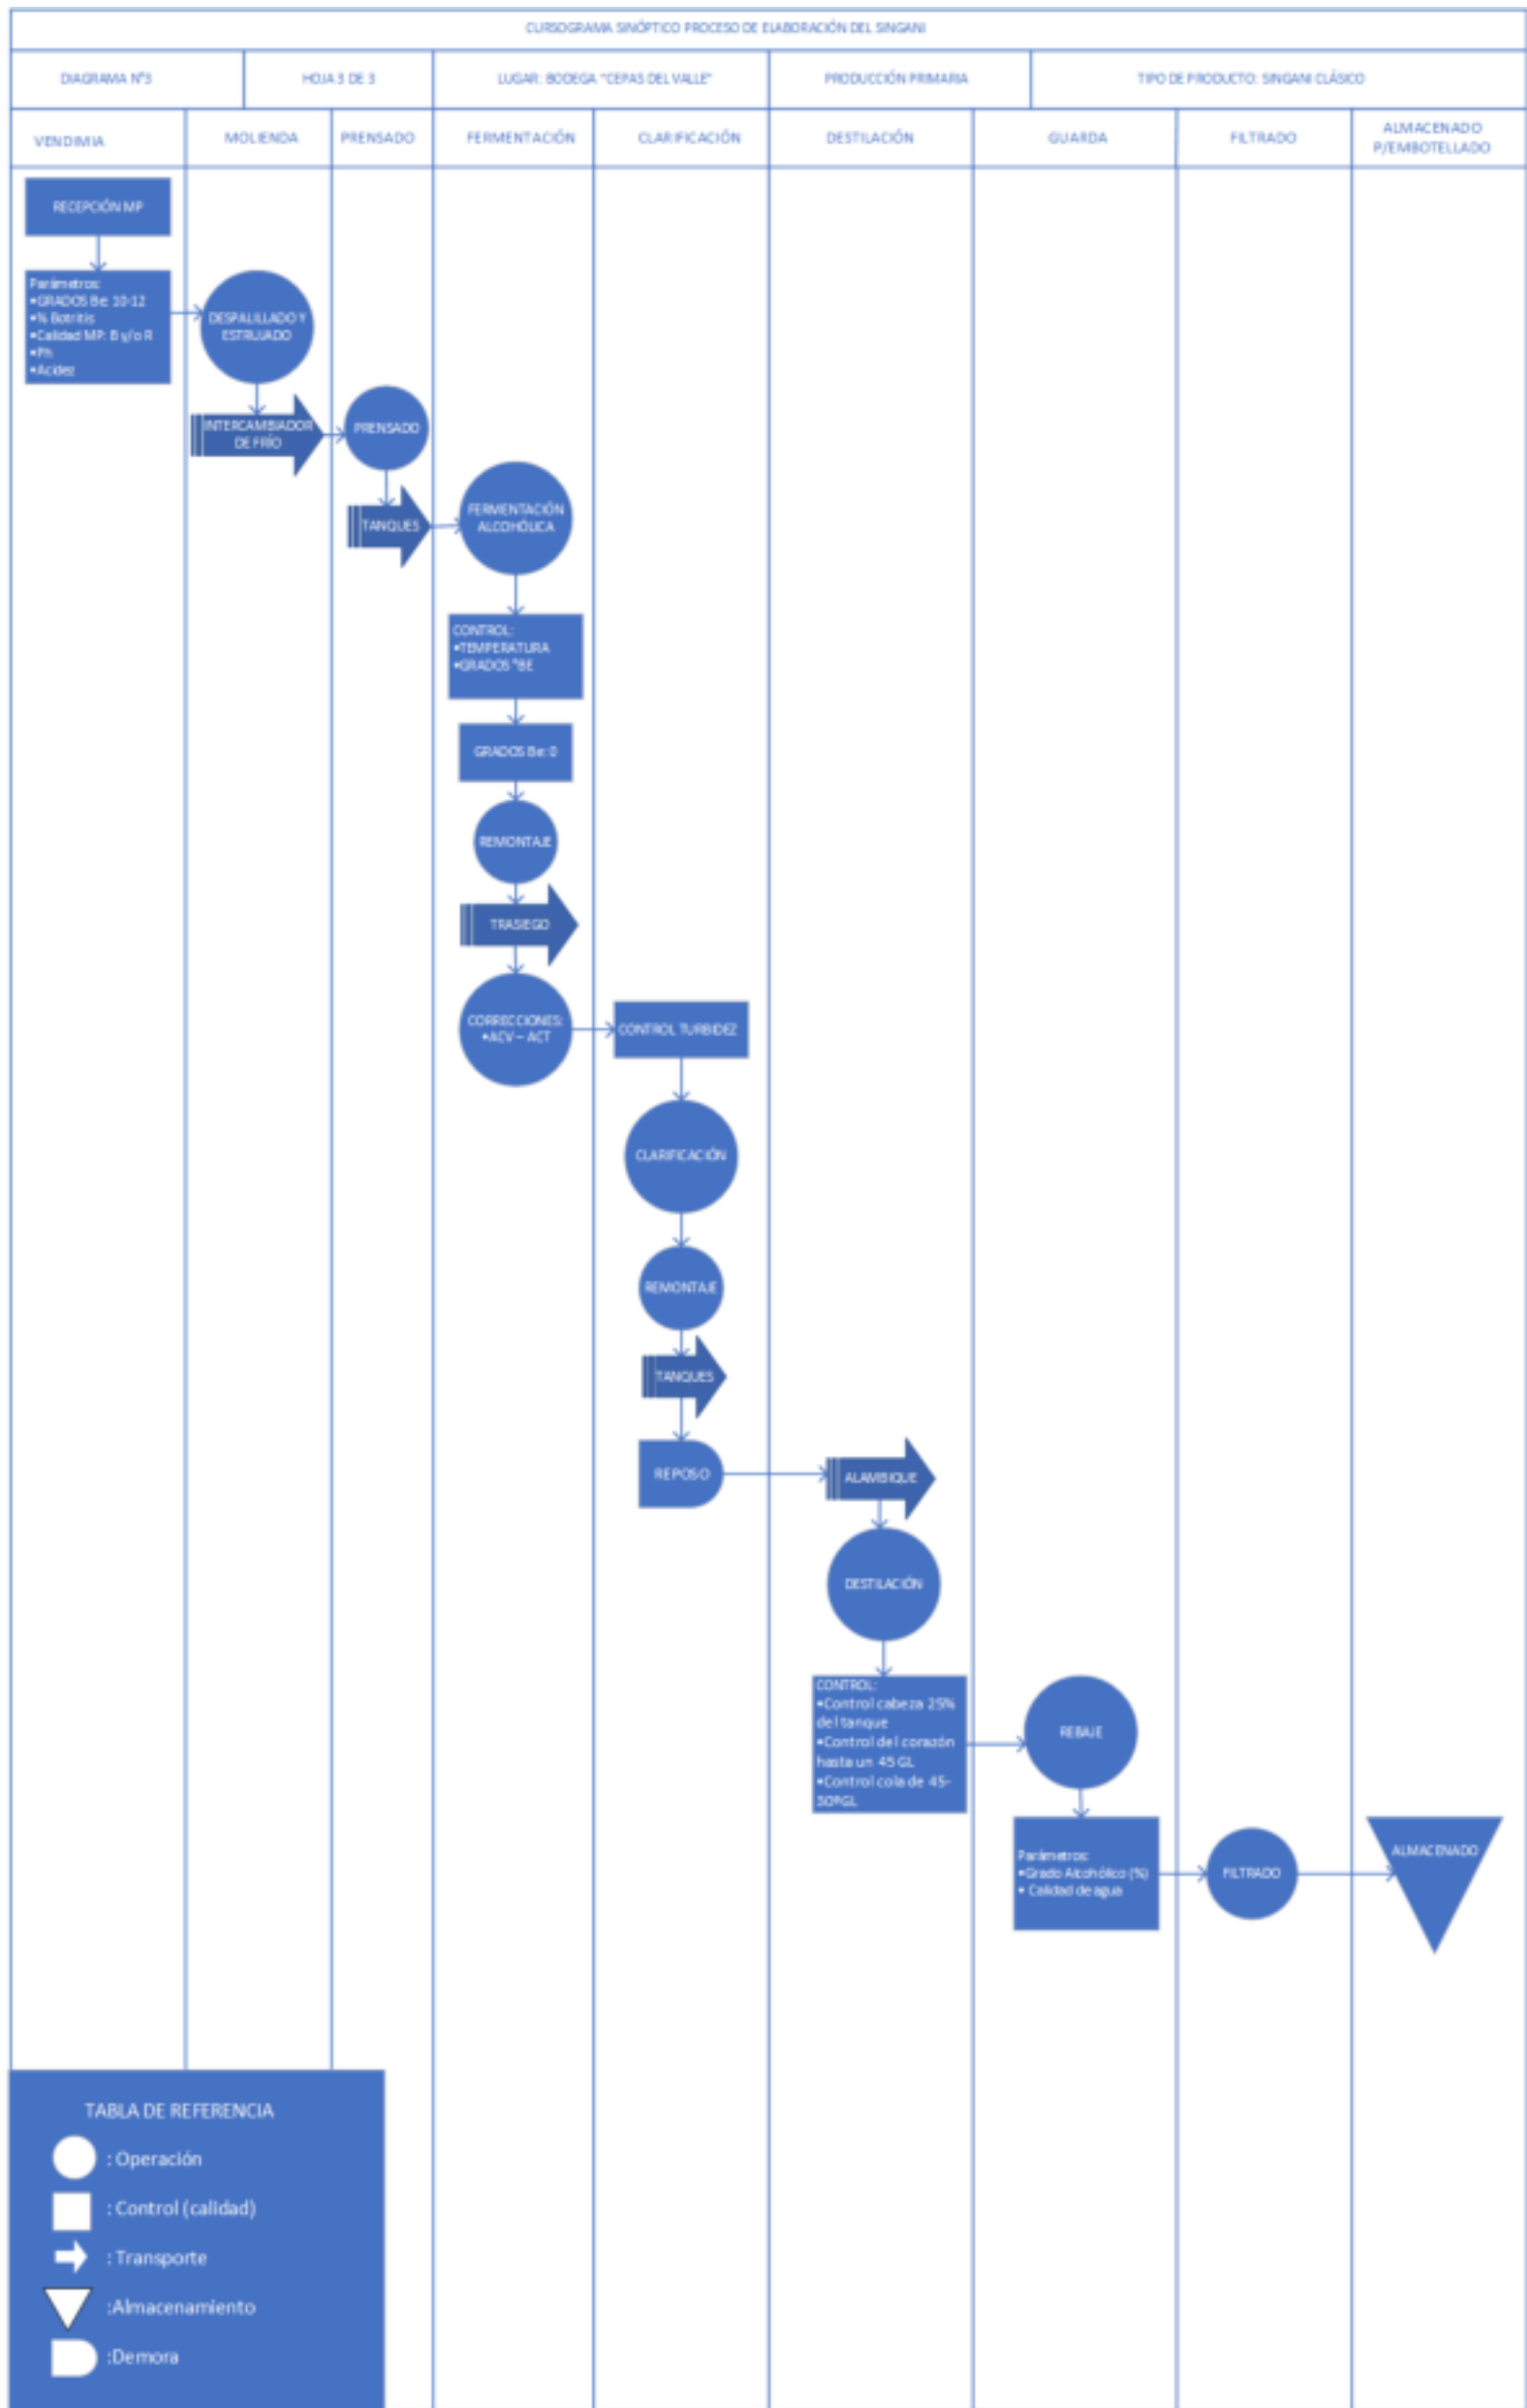 CURSOGRAMA SINÓPTICO PROCESO DE ELABORACIÓN DEL SINGANI
DIAGRAMA N°3
HOJA 3 DE 3
LUGAR: BODEGA "CEPAS DEL VALLE"
PRODUCCIÓN PRIMARIA
TIPO DE PRODUCTO: SINGANI CLÁSICO
VENDIMIA
MOLIENDA
PRENSADO
FERMENTACIÓN
CLARIFICACIÓN
DESTILACIÓN
GUARDA
FILTRADO
ALMACENADO
P/EMBOTELLADO
RECEPCIÓN MP
Parámetros:
•GRADOS Be: 10-12
•% Botritis
•Calidad MP: B y/o R
•Ph
•Acidez
DESPALILLADO Y
ESTRUJADO
INTERCAMBIADOR
DE FRÍO
PRENSADO
TANQUES
FERMENTACIÓN
ALCOHÓLICA
CONTROL:
•TEMPERATURA
•GRADOS °BE
GRADOS Be: 0
REMONTAJE
TRASIEGO
CORRECCIONES:
•ACV – ACT
CONTROL TURBIDEZ
CLARIFICACIÓN
REMONTAJE
TANQUES
REPOSO
ALAMBIQUE
DESTILACIÓN
CONTROL:
•Control cabeza 25%
del tanque
•Control del corazón
hasta un 45 GL
•Control cola de 45-
30ºGL
REBAJE
Parámetros:
•Grado Alcohólico (%)
• Calidad de agua
FILTRADO
ALMACENADO
TABLA DE REFERENCIA
: Operación
: Control (calidad)
: Transporte
:Almacenamiento
:Demora